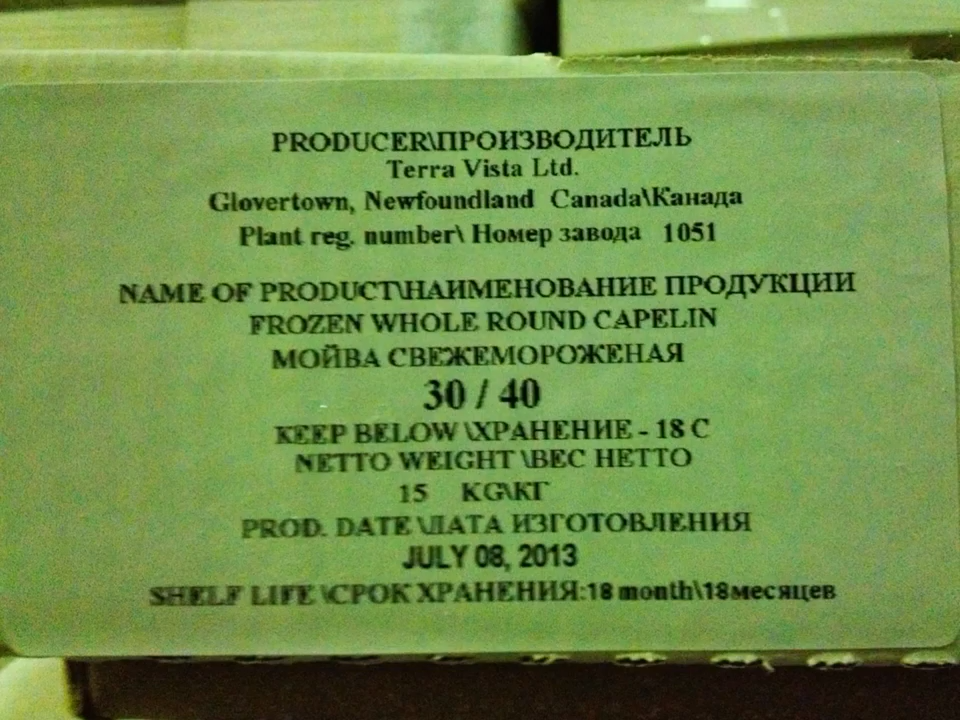 PRODUCER\ПРОИЗВОДИТЕЛЬ
Terra Vista Ltd.
Glovertown, Newfoundland Canada\Канада
Plant reg. number\ Номер завода 1051
NAME OF PRODUCT\НАИМЕНОВАНИЕ ПРОДУКЦИИ
FROZEN WHOLE ROUND CAPELIN
МОЙВА СВЕЖЕМОРОЖЕНАЯ
30 / 40
KEEP BELOW \ХРАНЕНИЕ - 18 C
NETTO WEIGHT \ВЕС НЕТТО
15 KG\КГ
PROD. DATE \ДАТА ИЗГОТОВЛЕНИЯ
JULY 08, 2013
SHELF LIFE \СРОК ХРАНЕНИЯ:18 month\18месяцев